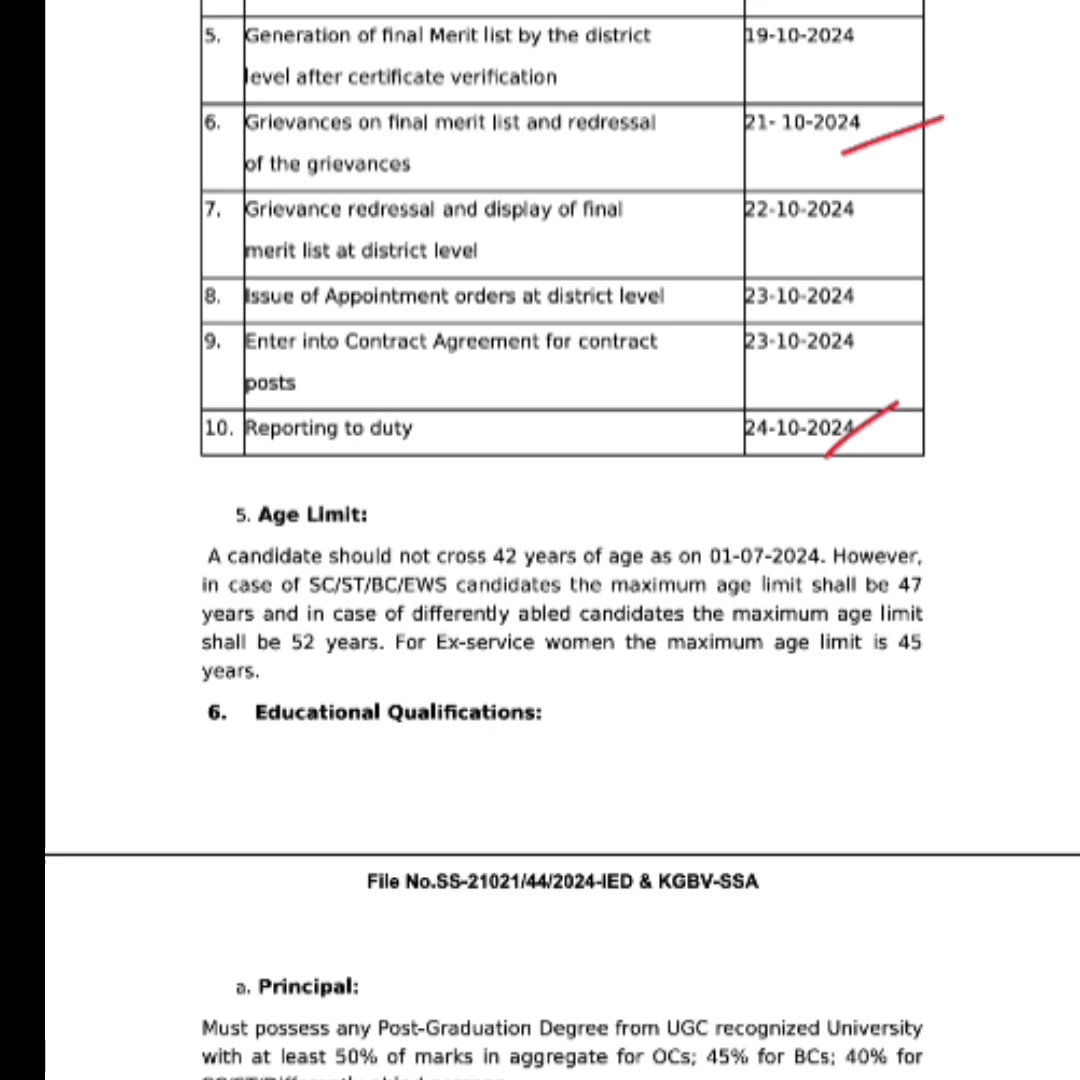 5. Generation of final Merit list by the district 19-10-2024
level after certificate verification
6. Grievances on final merit list and redressal 21- 10-2024
of the grievances
7. Grievance redressal and display of final 22-10-2024
merit list at district level
8. Issue of Appointment orders at district level 23-10-2024
9. Enter into Contract Agreement for contract 23-10-2024
posts
10. Reporting to duty 24-10-2024
5. Age Limit:
A candidate should not cross 42 years of age as on 01-07-2024. However,
in case of SC/ST/BC/EWS candidates the maximum age limit shall be 47
years and in case of differently abled candidates the maximum age limit
shall be 52 years. For Ex-service women the maximum age limit is 45
years.
6. Educational Qualifications:
File No.SS-21021/44/2024-IED & KGBV-SSA
a. Principal:
Must possess any Post-Graduation Degree from UGC recognized University
with at least 50% of marks in aggregate for OCs; 45% for BCs; 40% for